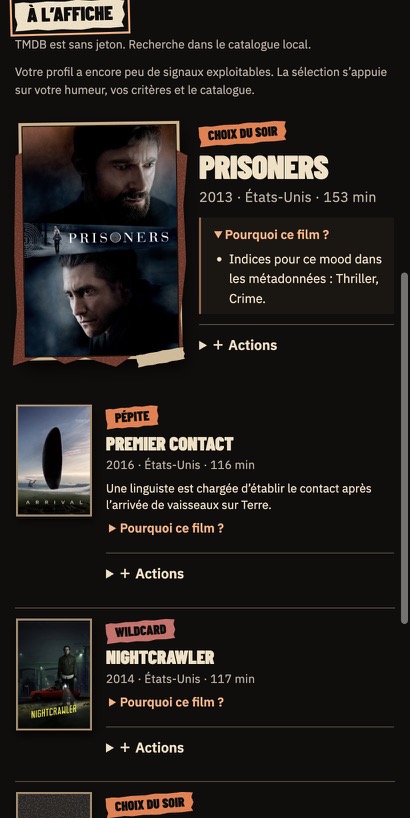 À L'AFFICHE
TMDB est sans jeton. Recherche dans le catalogue local.
Votre profil a encore peu de signaux exploitables. La sélection s'appuie
sur votre humeur, vos critères et le catalogue.
PRISONERS
CHOIX DU SOIR
PRISONERS
2013 · États-Unis · 153 min
▼ Pourquoi ce film ?
• Indices pour ce mood dans
les métadonnées : Thriller,
Crime.
▶ + Actions
ARRIVAL
PÉPITE
PREMIER CONTACT
2016 · États-Unis · 116 min
Une linguiste est chargée d'établir le contact après
l'arrivée de vaisseaux sur Terre.
▶ Pourquoi ce film ?
▶ + Actions
NIGHTCRAWLER
WILDCARD
NIGHTCRAWLER
2014 · États-Unis · 117 min
▶ Pourquoi ce film ?
▶ + Actions
CHOIX DU SOIR